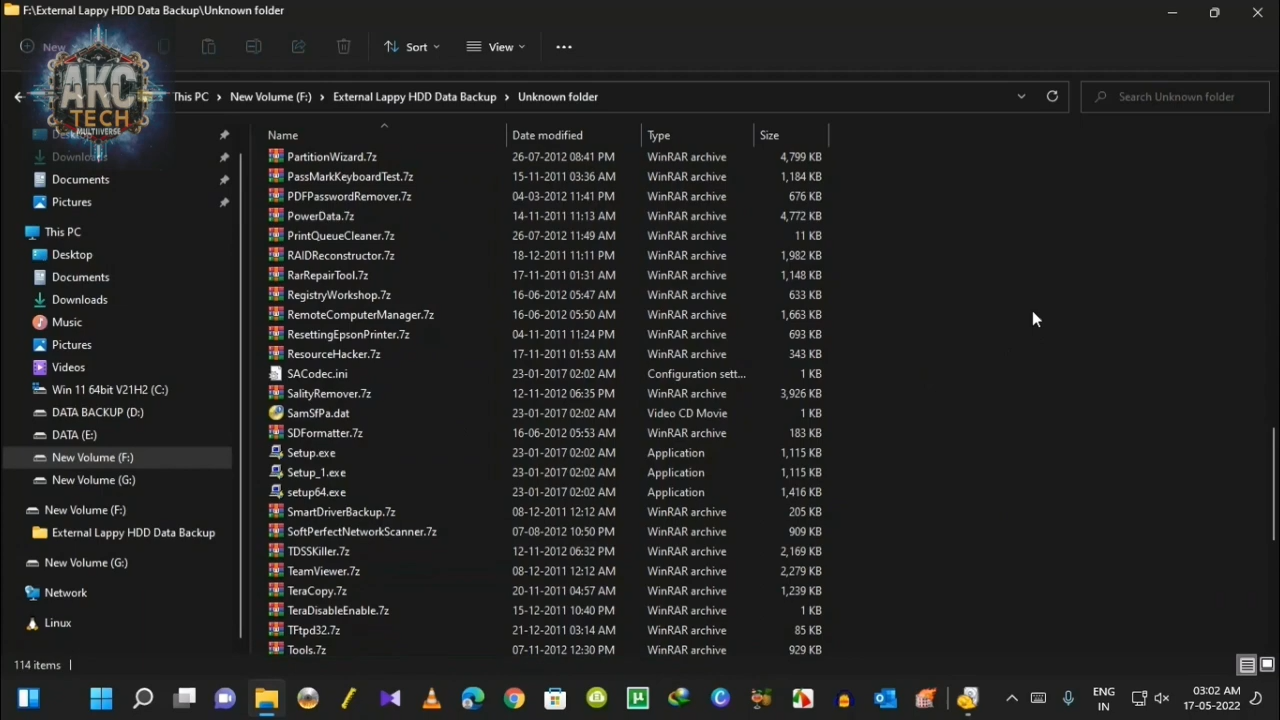 F:\External Lappy HDD Data Backup\Unknown folder
New
Sort
View
AKC
TECH
MULTIIVERSE
This PC > New Volume (F:) > External Lappy HDD Data Backup > Unknown folder
Search Unknown folder
Desktop
Downloads
Documents
Pictures
This PC
Desktop
Documents
Downloads
Music
Pictures
Videos
Win 11 64bit V21H2 (C:)
DATA BACKUP (D:)
DATA (E:)
New Volume (F:)
New Volume (G:)
New Volume (F:)
External Lappy HDD Data Backup
New Volume (G:)
Network
Linux
Name Date modified Type Size
PartitionWizard.7z 26-07-2012 08:41 PM WinRAR archive 4,799 KB
PassMarkKeyboardTest.7z 15-11-2011 03:36 AM WinRAR archive 1,184 KB
PDFPasswordRemover.7z 04-03-2012 11:41 PM WinRAR archive 676 KB
PowerData.7z 14-11-2011 11:13 AM WinRAR archive 4,772 KB
PrintQueueCleaner.7z 26-07-2012 11:49 AM WinRAR archive 11 KB
RAIDReconstructor.7z 18-12-2011 11:11 PM WinRAR archive 1,982 KB
RarRepairTool.7z 17-11-2011 01:31 AM WinRAR archive 1,148 KB
RegistryWorkshop.7z 16-06-2012 05:47 AM WinRAR archive 633 KB
RemoteComputerManager.7z 16-06-2012 05:50 AM WinRAR archive 1,663 KB
ResettingEpsonPrinter.7z 04-11-2011 11:24 PM WinRAR archive 693 KB
ResourceHacker.7z 17-11-2011 01:53 AM WinRAR archive 343 KB
SACodec.ini 23-01-2017 02:02 AM Configuration sett... 1 KB
SalityRemover.7z 12-11-2012 06:35 PM WinRAR archive 3,926 KB
SamSfPa.dat 23-01-2017 02:02 AM Video CD Movie 1 KB
SDFormatter.7z 16-06-2012 05:53 AM WinRAR archive 183 KB
Setup.exe 23-01-2017 02:02 AM Application 1,115 KB
Setup_1.exe 23-01-2017 02:02 AM Application 1,115 KB
setup64.exe 23-01-2017 02:02 AM Application 1,416 KB
SmartDriverBackup.7z 08-12-2011 12:12 AM WinRAR archive 205 KB
SoftPerfectNetworkScanner.7z 07-08-2012 10:50 PM WinRAR archive 909 KB
TDSSKiller.7z 12-11-2012 06:32 PM WinRAR archive 2,169 KB
TeamViewer.7z 08-12-2011 12:12 AM WinRAR archive 2,279 KB
TeraCopy.7z 20-11-2011 04:57 AM WinRAR archive 1,239 KB
TeraDisableEnable.7z 15-12-2011 10:40 PM WinRAR archive 1 KB
TFtpd32.7z 21-12-2011 03:14 AM WinRAR archive 85 KB
Tools.7z 07-11-2012 12:30 PM WinRAR archive 929 KB
114 items
ENG
IN
03:02 AM
17-05-2022